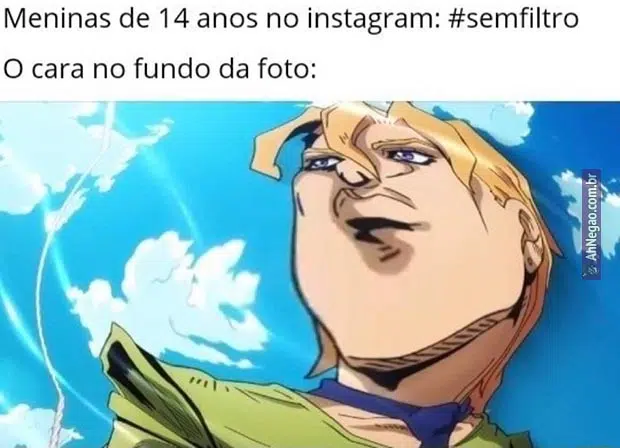 Meninas de 14 anos no instagram: #semfiltro
O cara no fundo da foto:
AhNegao.com.br